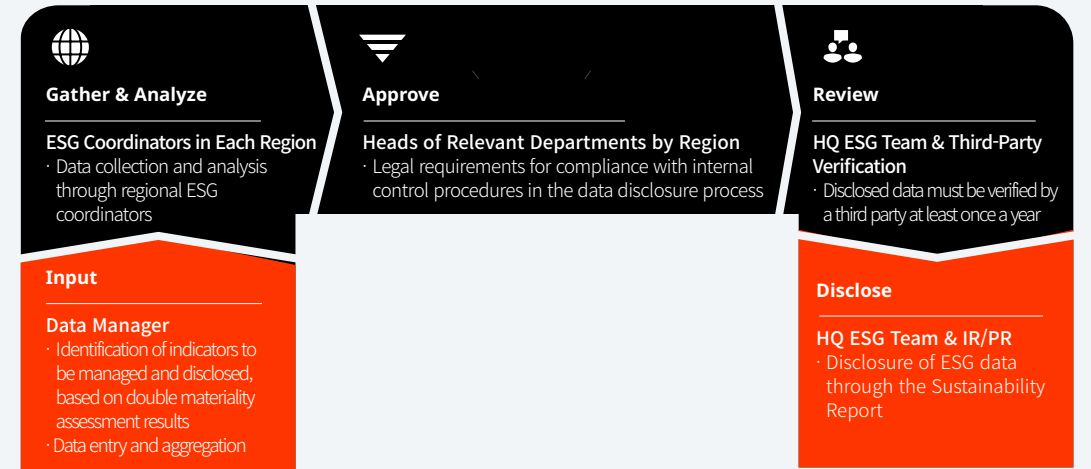 Gather & Analyze
ESG Coordinators in Each Region
· Data collection and analysis
through regional ESG
coordinators
Approve
Heads of Relevant Departments by Region
· Legal requirements for compliance with internal
control procedures in the data disclosure process
Review
HQ ESG Team & Third-Party
Verification
· Disclosed data must be verified by
a third party at least once a year
Input
Data Manager
· Identification of indicators to
be managed and disclosed,
based on double materiality
assessment results
· Data entry and aggregation
Disclose
HQ ESG Team & IR/PR
· Disclosure of ESG data
through the Sustainability
Report